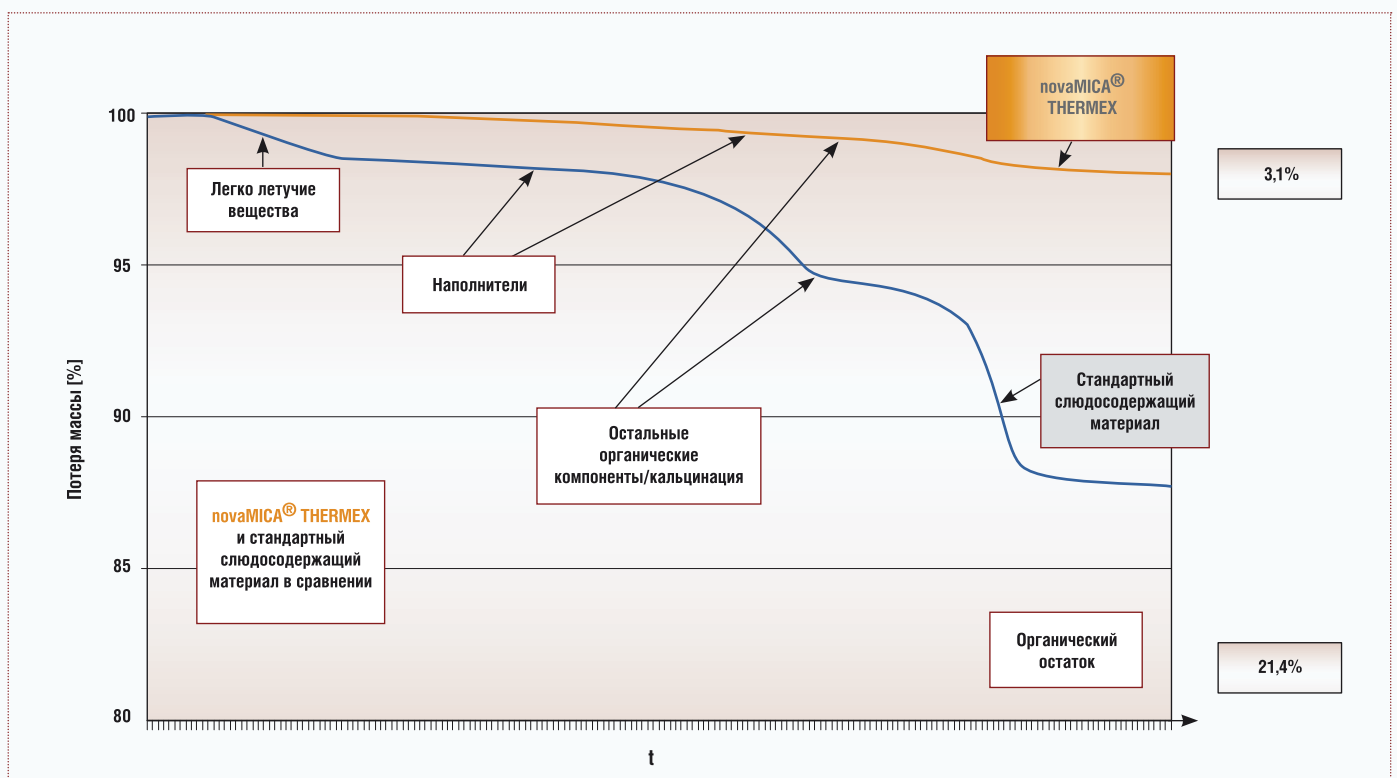 novaMICA®
THERMEX
100
3,1%
Легко летучие
вещества
95
Наполнители
Потеря массы [%]
Стандартный
слюдосодержащий
материал
90
Остальные
органические
компоненты/кальцинация
novaMICA® THERMEX
и стандартный
слюдосодержащий
материал в сравнении
85
Органический
остаток
21,4%
80
t